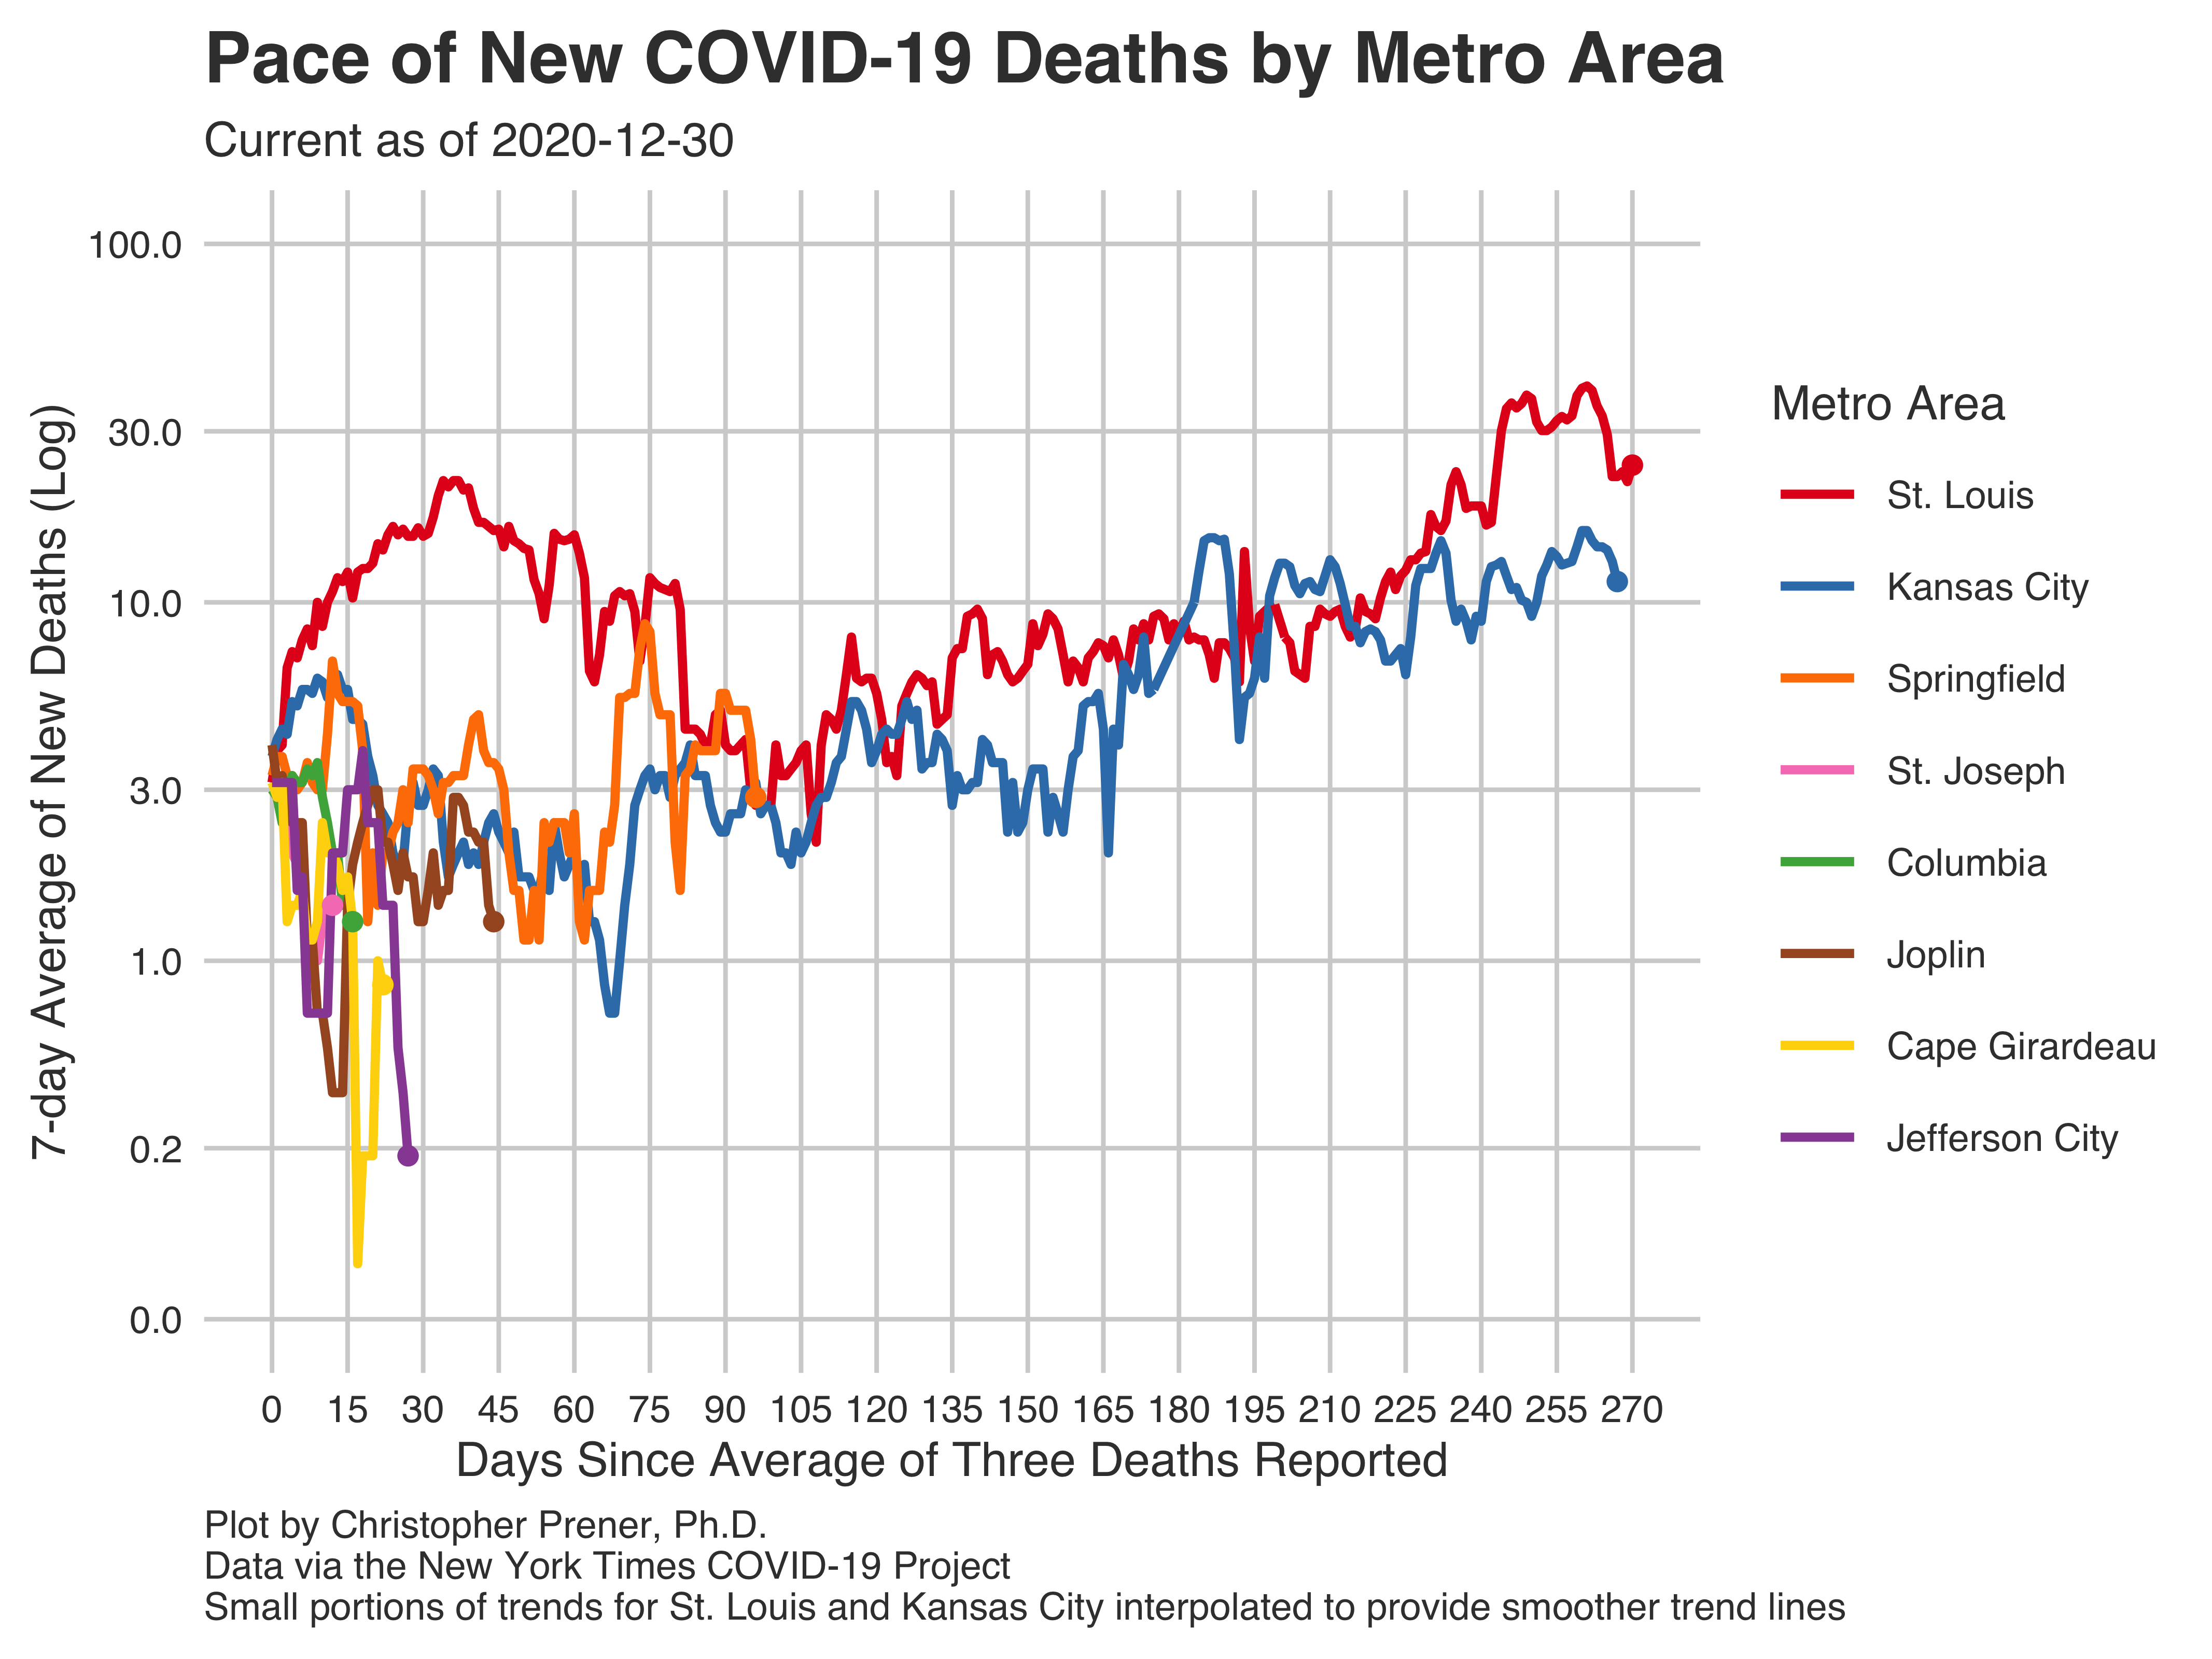 Pace of New COVID-19 Deaths by Metro Area
Current as of 2020-12-30
7-day Average of New Deaths (Log)
100.0
30.0
10.0
3.0
1.0
0.2
0.0
0 15 30 45 60 75 90 105 120 135 150 165 180 195 210 225 240 255 270
Days Since Average of Three Deaths Reported
Metro Area
St. Louis
Kansas City
Springfield
St. Joseph
Columbia
Joplin
Cape Girardeau
Jefferson City
Plot by Christopher Prener, Ph.D.
Data via the New York Times COVID-19 Project
Small portions of trends for St. Louis and Kansas City interpolated to provide smoother trend lines